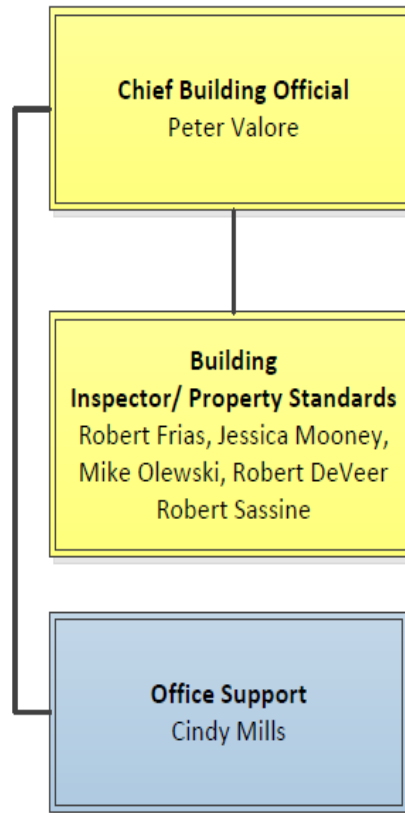 Chief Building Official
Peter Valore
Building
Inspector/ Property Standards
Robert Frias, Jessica Mooney,
Mike Olewski, Robert DeVeer
Robert Sassine
Office Support
Cindy Mills